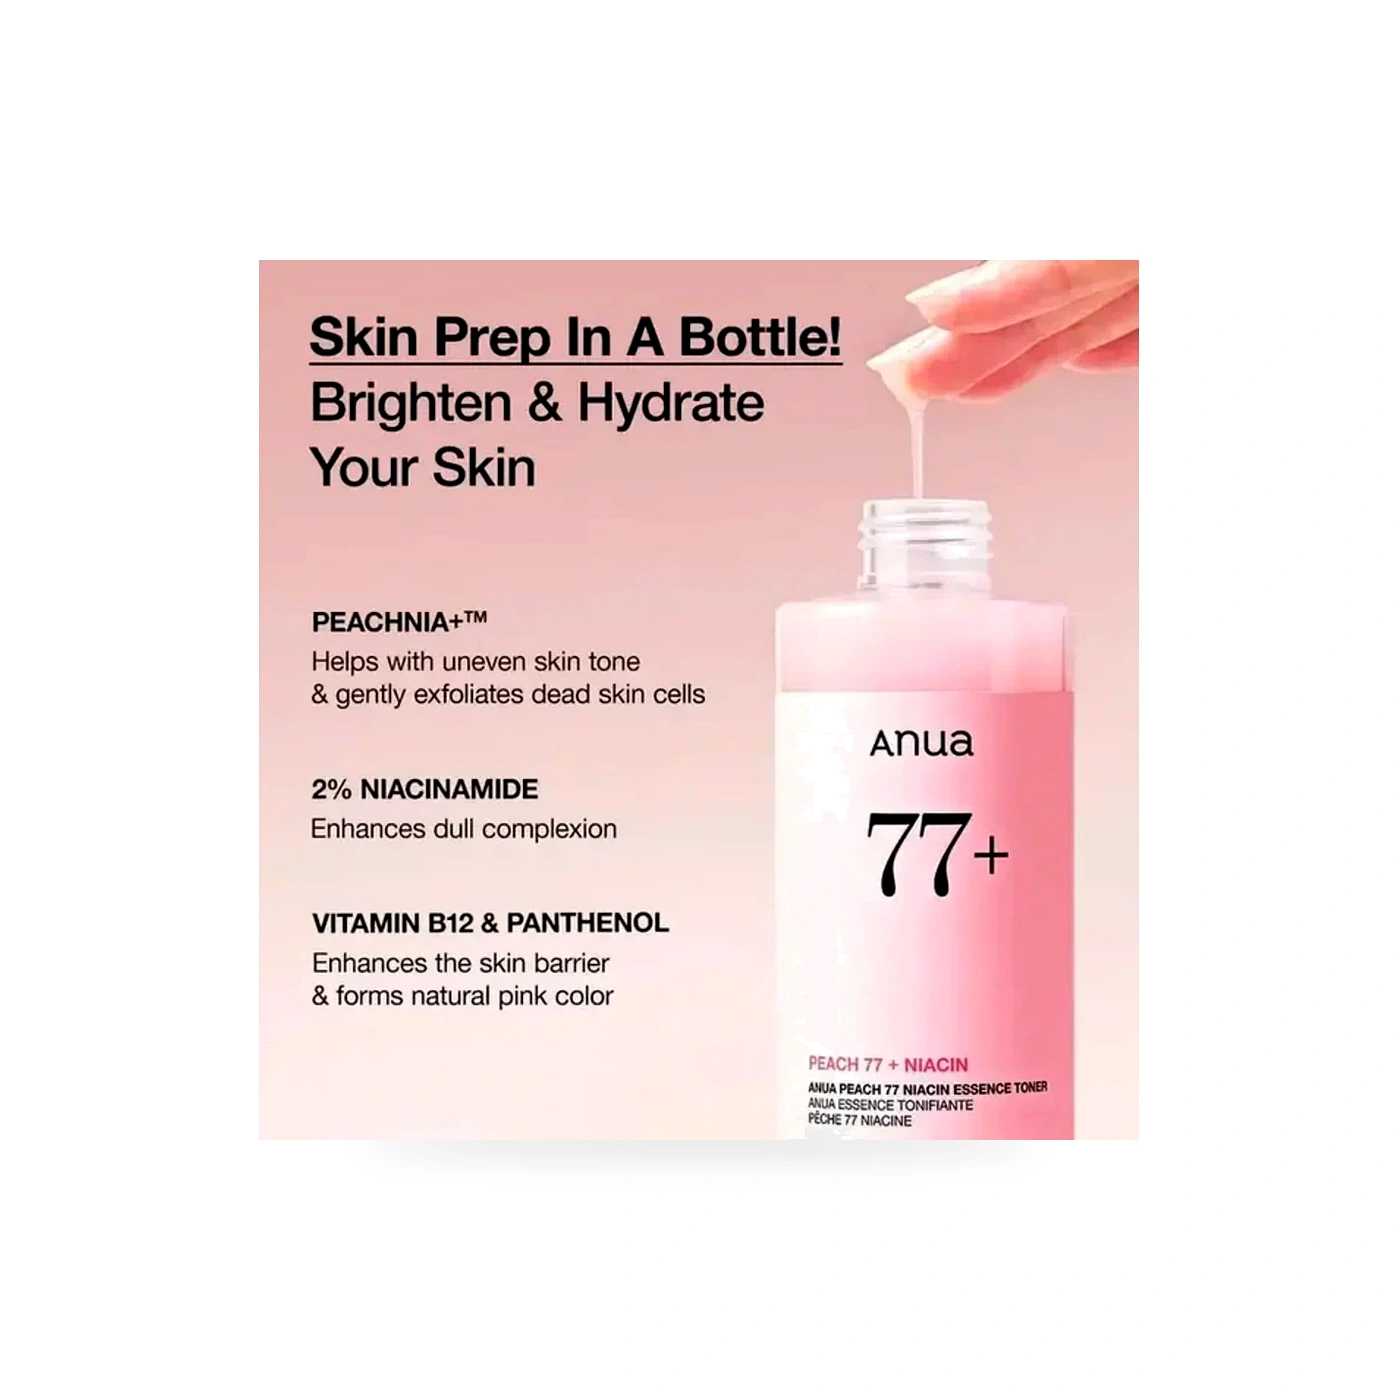 Skin Prep In A Bottle!
Brighten & Hydrate
Your Skin
PEACHNIA+™
Helps with uneven skin tone
& gently exfoliates dead skin cells
2% NIACINAMIDE
Enhances dull complexion
VITAMIN B12 & PANTHENOL
Enhances the skin barrier
& forms natural pink color
Anua
77+
PEACH 77 + NIACIN
ANUA PEACH 77 NIACIN ESSENCE TONER
ANUA ESSENCE TONIFIANTE
PÊCHE 77 NIACINE